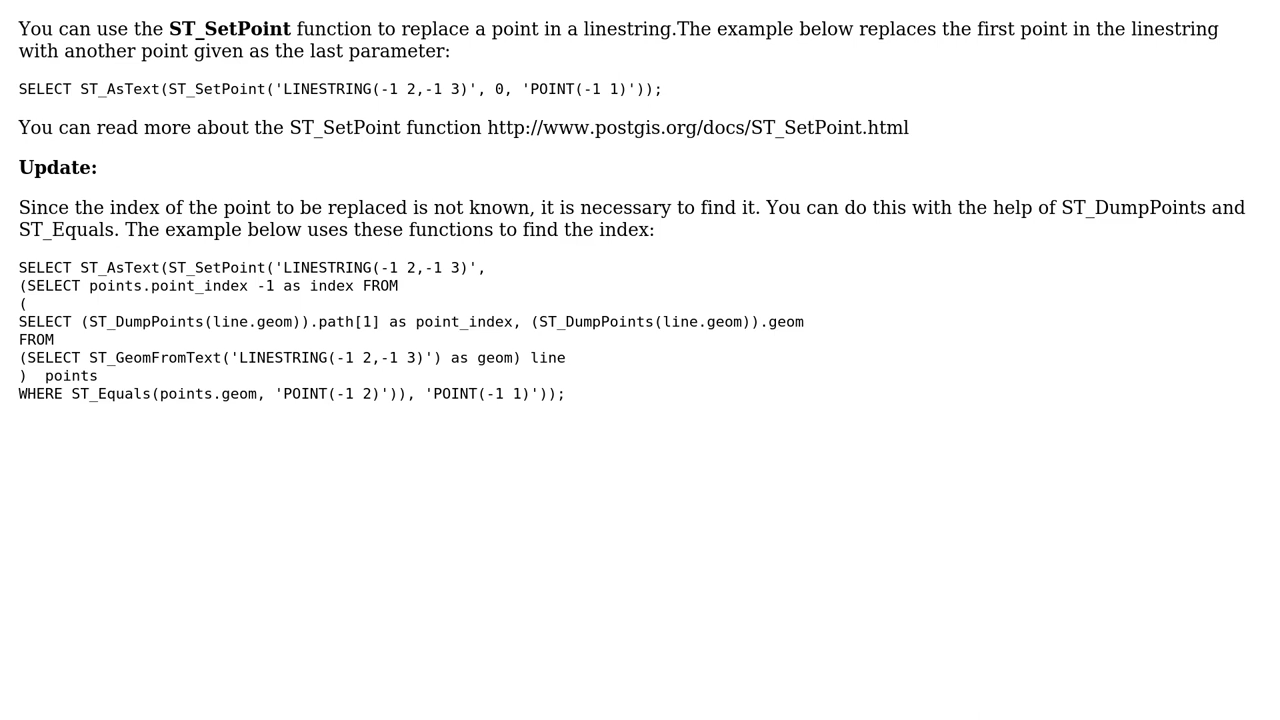 You can use the ST_SetPoint function to replace a point in a linestring.The example below replaces the first point in the linestring
with another point given as the last parameter:
SELECT ST_AsText(ST_SetPoint('LINESTRING(-1 2,-1 3)', 0, 'POINT(-1 1)'));
You can read more about the ST_SetPoint function http://www.postgis.org/docs/ST_SetPoint.html
Update:
Since the index of the point to be replaced is not known, it is necessary to find it. You can do this with the help of ST_DumpPoints and
ST_Equals. The example below uses these functions to find the index:
SELECT ST_AsText(ST_SetPoint('LINESTRING(-1 2,-1 3)',
(SELECT points.point_index -1 as index FROM
(
SELECT (ST_DumpPoints(line.geom)).path[1] as point_index, (ST_DumpPoints(line.geom)).geom
FROM
(SELECT ST_GeomFromText('LINESTRING(-1 2,-1 3)') as geom) line
)  points
WHERE ST_Equals(points.geom, 'POINT(-1 2)')), 'POINT(-1 1)'));